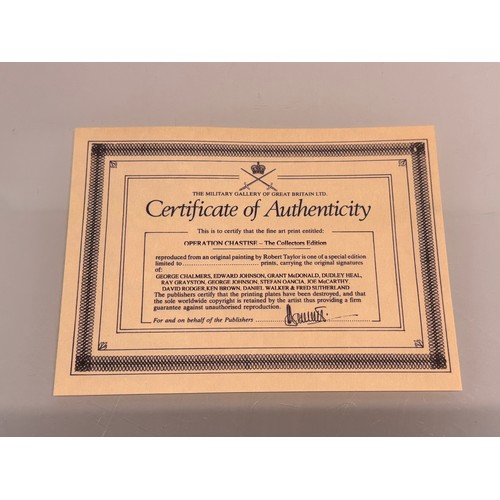 THE MILITARY GALLERY OF GREAT BRITAIN LTD.
Certificate of Authenticity
This is to certify that the fine art print entitled:
OPERATION CHASTISE – The Collectors Edition
reproduced from an original painting by Robert Taylor is one of a special edition
limited to .............................. prints, carrying the original signatures
of:
GEORGE CHALMERS, EDWARD JOHNSON, GRANT McDONALD, DUDLEY HEAL,
RAY GRAYSTON, GEORGE JOHNSON, STEFAN OANCIA, JOE McCARTHY,
DAVID RODGER, KEN BROWN, DANIEL WALKER & FRED SUTHERLAND
The publishers certify that the printing plates have been destroyed, and that
the sole worldwide copyright is retained by the artist thus providing a firm
guarantee against unauthorised reproduction.
For and on behalf of the Publishers